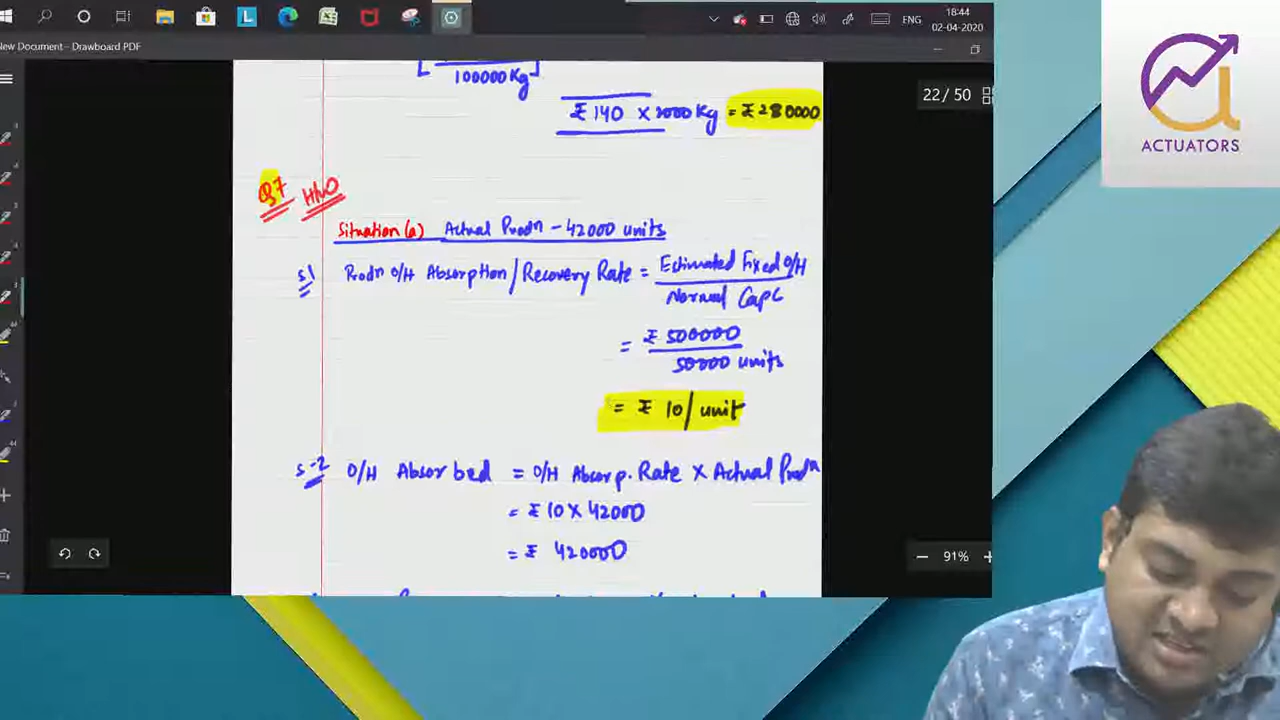 18:44
ENG
02-04-2020
New Document - Drawboard PDF
22 / 50
ACTUATORS
100000 Kg
₹ 140 × 2000 Kg = ₹ 280000
Q7 HW
Situation (a) Actual Prodn - 42000 units
S1 Prodn O/H Absorption / Recovery Rate = Estimated Fixed O/H
Normal Capc
= ₹ 500000
50000 units
= ₹ 10/unit
S-2 O/H Absorbed = O/H Absorp. Rate × Actual Prodn
= ₹ 10 × 42000
= ₹ 420000
91%